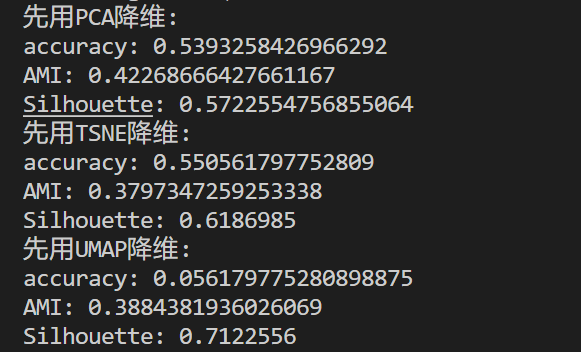 先用PCA降维:
accuracy: 0.5393258426966292
AMI: 0.42268666427661167
Silhouette: 0.5722554756855064
先用TSNE降维:
accuracy: 0.550561797752809
AMI: 0.3797347259253338
Silhouette: 0.6186985
先用UMAP降维:
accuracy: 0.056179775280898875
AMI: 0.3884381936026069
Silhouette: 0.7122556